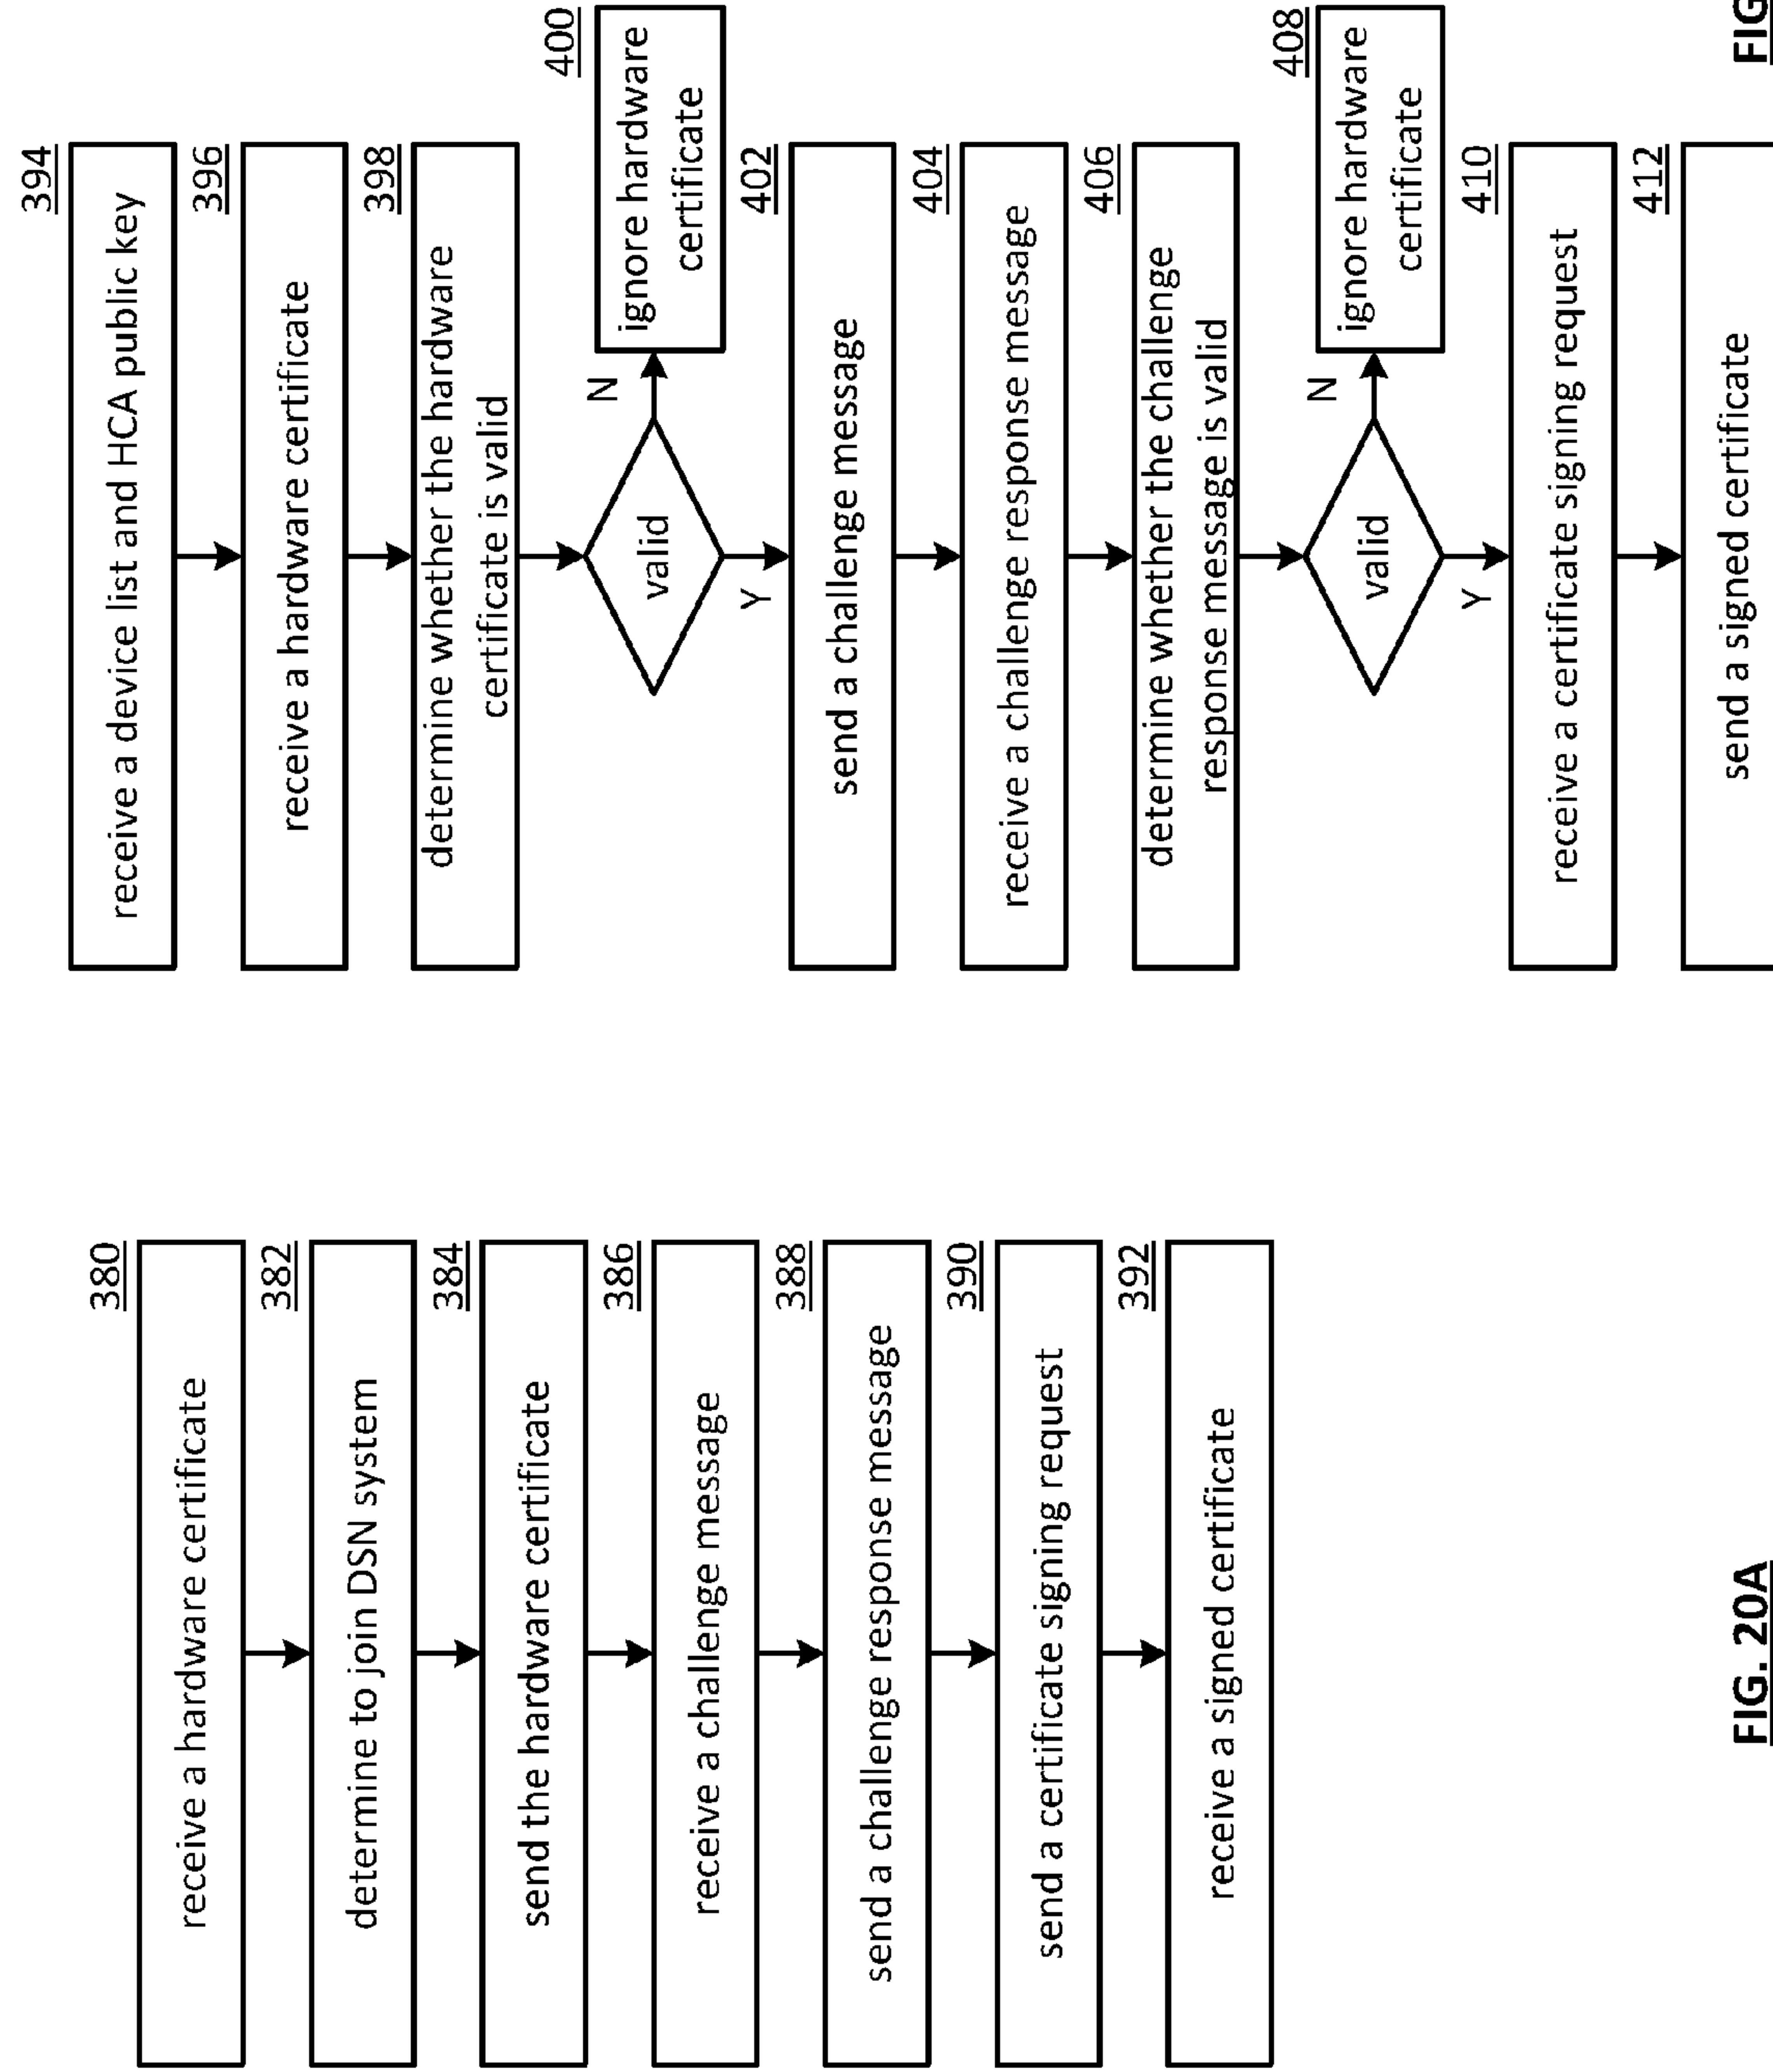 380
receive a hardware certificate
382
determine to join DSN system
384
send the hardware certificate
386
receive a challenge message
388
send a challenge response message
390
send a certificate signing request
392
receive a signed certificate
FIG. 20A
394
receive a device list and HCA public key
396
receive a hardware certificate
398
determine whether the hardware
certificate is valid
valid
N
400
ignore hardware
certificate
Y
402
send a challenge message
404
receive a challenge response message
406
determine whether the challenge
response message is valid
valid
N
408
ignore hardware
certificate
Y
410
receive a certificate signing request
412
send a signed certificate
FIG